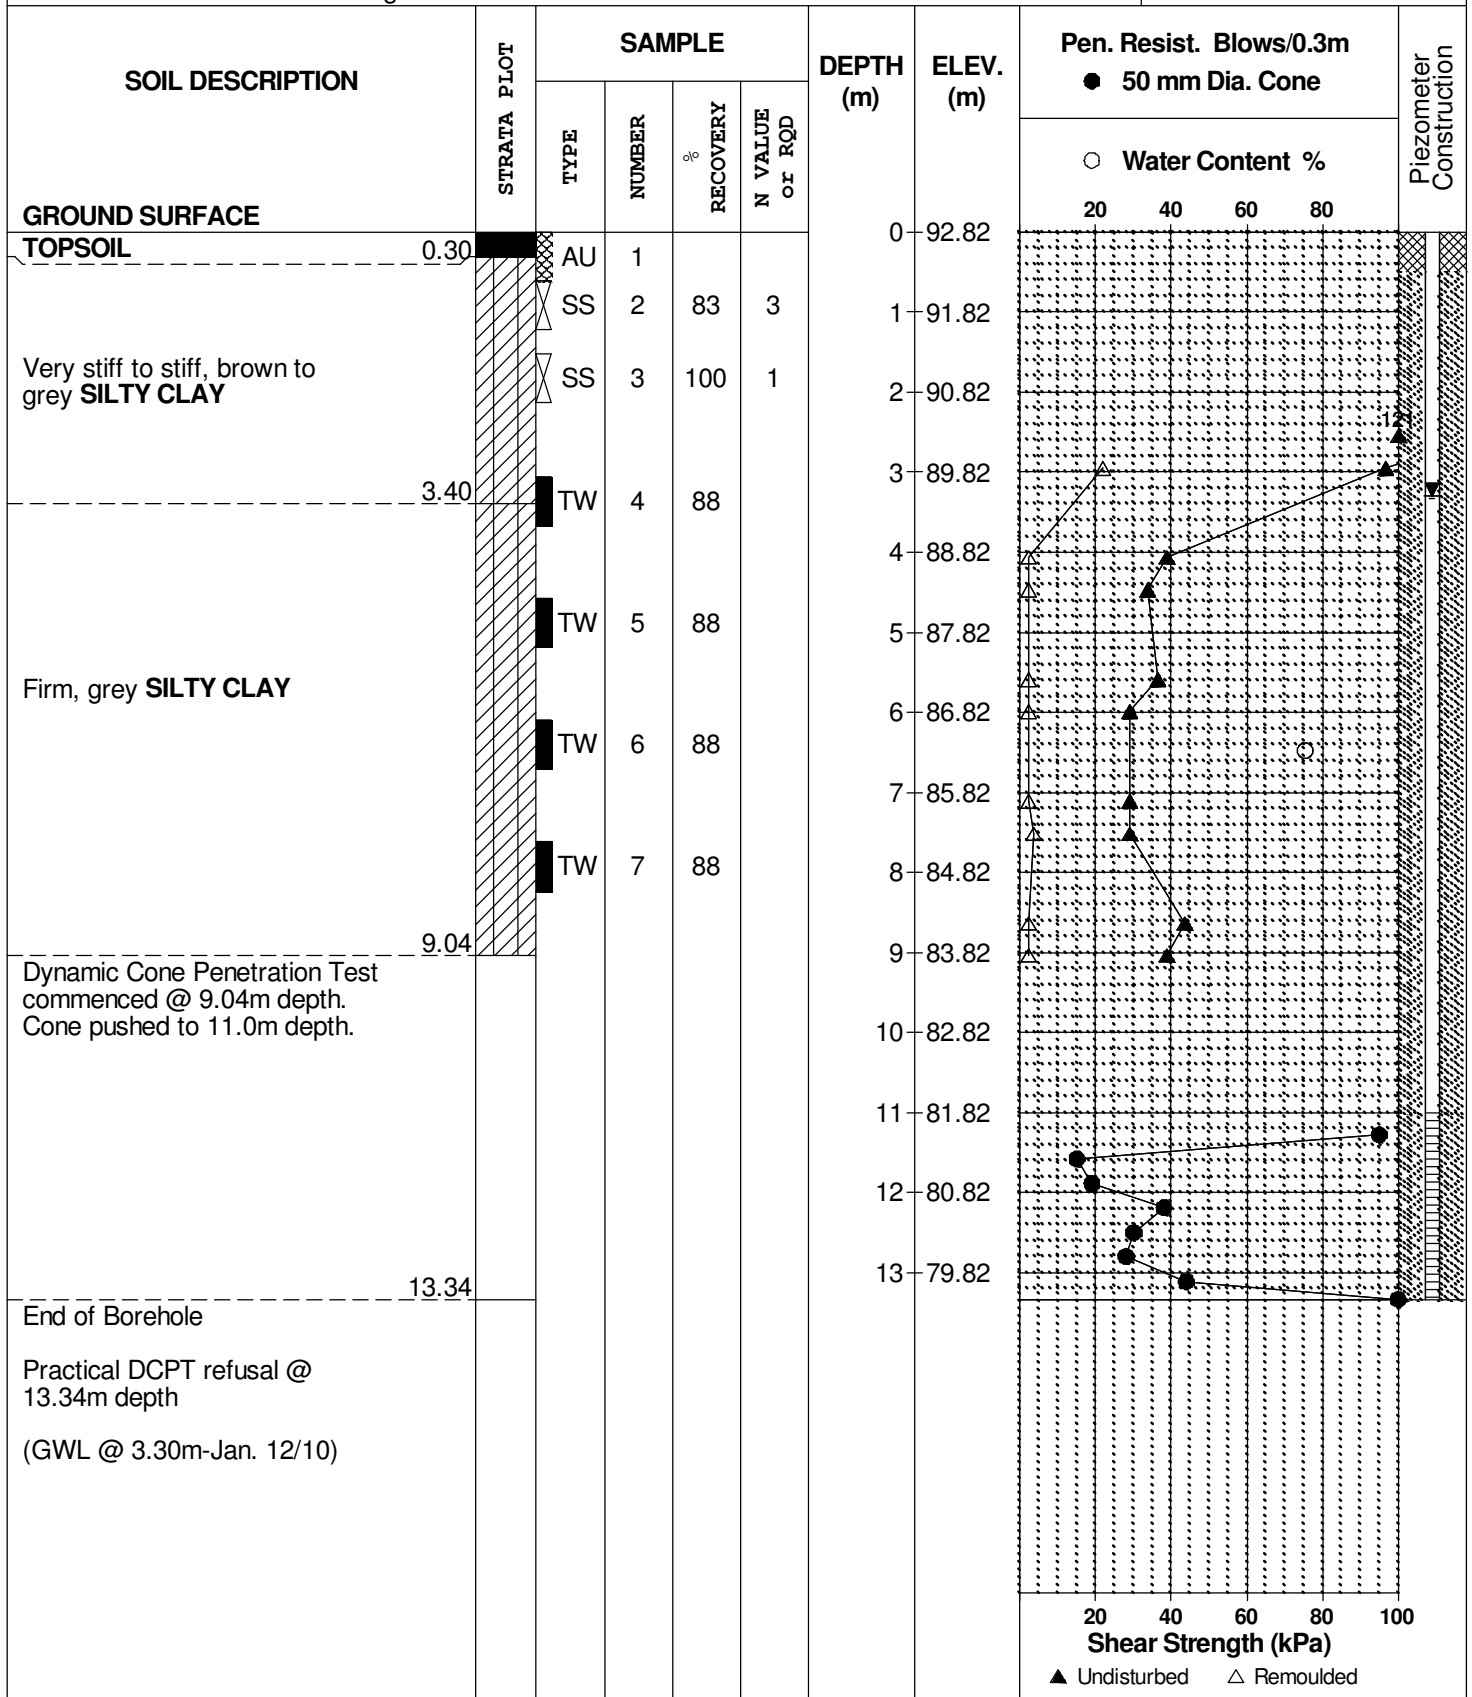 SOIL DESCRIPTION
STRATA PLOT
SAMPLE
TYPE
NUMBER
% RECOVERY
N VALUE or RQD
DEPTH (m)
ELEV. (m)
Pen. Resist. Blows/0.3m
● 50 mm Dia. Cone
○ Water Content %
20 40 60 80
Piezometer Construction
GROUND SURFACE
TOPSOIL 0.30
0 92.82
AU 1
SS 2 83 3
1 91.82
Very stiff to stiff, brown to
grey SILTY CLAY
SS 3 100 1
2 90.82
121
3 89.82
3.40
TW 4 88
4 88.82
TW 5 88
5 87.82
Firm, grey SILTY CLAY
6 86.82
TW 6 88
7 85.82
TW 7 88
8 84.82
9.04
9 83.82
Dynamic Cone Penetration Test
commenced @ 9.04m depth.
Cone pushed to 11.0m depth.
10 82.82
11 81.82
12 80.82
13 79.82
13.34
End of Borehole
Practical DCPT refusal @
13.34m depth
(GWL @ 3.30m-Jan. 12/10)
20 40 60 80 100
Shear Strength (kPa)
▲ Undisturbed △ Remoulded